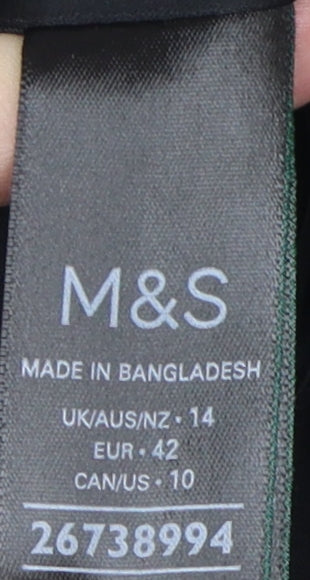 M&S
MADE IN BANGLADESH
UK/AUS/NZ • 14
EUR • 42
CAN/US • 10
26738994